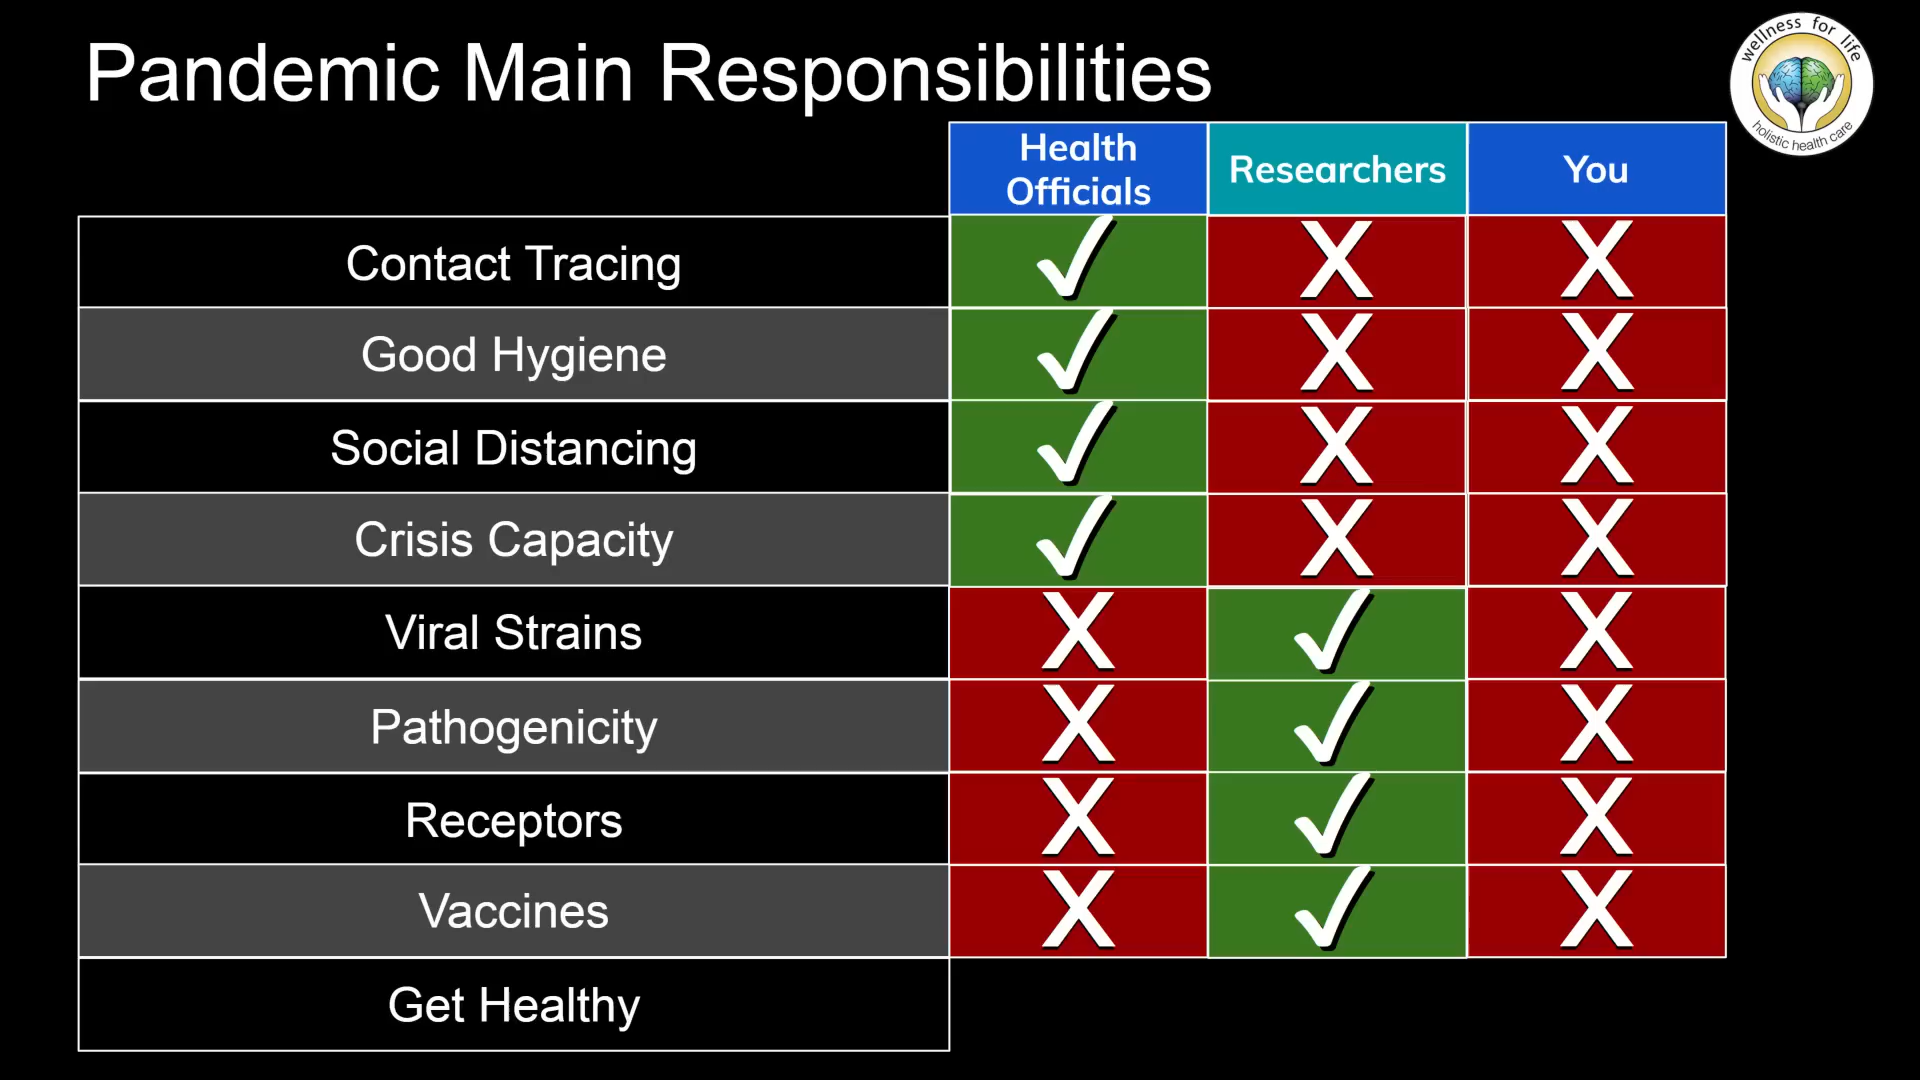 Pandemic Main Responsibilities
wellness for life
holistic health care
Health Officials Researchers You
Contact Tracing ✓ X X
Good Hygiene ✓ X X
Social Distancing ✓ X X
Crisis Capacity ✓ X X
Viral Strains X ✓ X
Pathogenicity X ✓ X
Receptors X ✓ X
Vaccines X ✓ X
Get Healthy